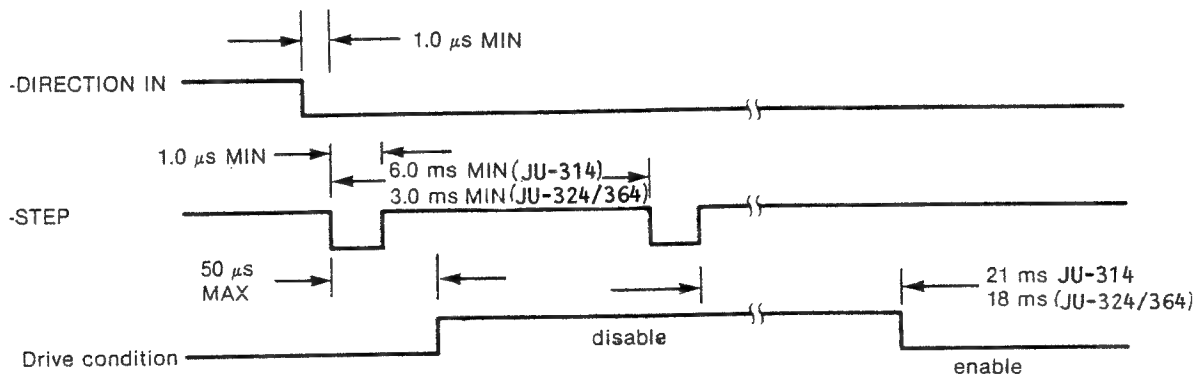 1.0 μs MIN
-DIRECTION IN
1.0 μs MIN
6.0 ms MIN (JU-314)
3.0 ms MIN (JU-324/364)
-STEP
50 μs
MAX
21 ms JU-314
18 ms (JU-324/364)
disable
Drive condition
enable